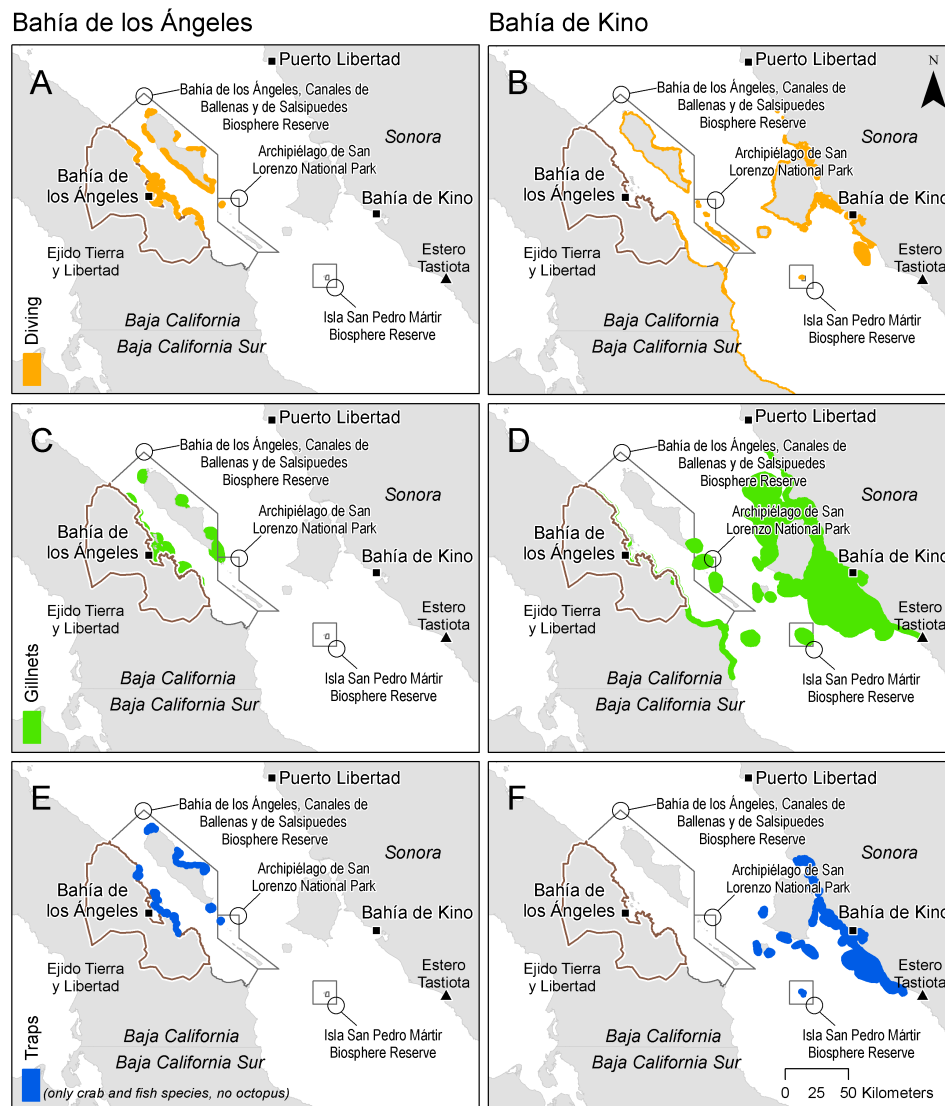 Bahía de los Ángeles
Bahía de Kino
A
Puerto Libertad
Bahía de los Ángeles, Canales de
Ballenas y de Salsipuedes
Biosphere Reserve
Sonora
Archipiélago de San
Lorenzo National Park
Bahía de
los Ángeles
Bahía de Kino
Ejido Tierra
y Libertad
Estero
Tastiota
Isla San Pedro Mártir
Biosphere Reserve
Baja California
Baja California Sur
Diving
B
Puerto Libertad
N
Bahía de los Ángeles, Canales de
Ballenas y de Salsipuedes
Biosphere Reserve
Sonora
Archipiélago de San
Lorenzo National Park
Bahía de
los Ángeles
Bahía de Kino
Ejido Tierra
y Libertad
Estero
Tastiota
Isla San Pedro Mártir
Biosphere Reserve
Baja California
Baja California Sur
C
Puerto Libertad
Bahía de los Ángeles, Canales de
Ballenas y de Salsipuedes
Biosphere Reserve
Sonora
Archipiélago de San
Lorenzo National Park
Bahía de
los Ángeles
Bahía de Kino
Ejido Tierra
y Libertad
Estero
Tastiota
Isla San Pedro Mártir
Biosphere Reserve
Baja California
Baja California Sur
Gillnets
D
Puerto Libertad
Bahía de los Ángeles, Canales de
Ballenas y de Salsipuedes
Biosphere Reserve
Sonora
Archipiélago de San
Lorenzo National Park
Bahía de
los Ángeles
Bahía de Kino
Ejido Tierra
y Libertad
Estero
Tastiota
Isla San Pedro Mártir
Biosphere Reserve
Baja California
Baja California Sur
E
Puerto Libertad
Bahía de los Ángeles, Canales de
Ballenas y de Salsipuedes
Biosphere Reserve
Sonora
Archipiélago de San
Lorenzo National Park
Bahía de
los Ángeles
Bahía de Kino
Ejido Tierra
y Libertad
Estero
Tastiota
Isla San Pedro Mártir
Biosphere Reserve
Baja California
Baja California Sur
Traps
(only crab and fish species, no octopus)
F
Puerto Libertad
Bahía de los Ángeles, Canales de
Ballenas y de Salsipuedes
Biosphere Reserve
Sonora
Archipiélago de San
Lorenzo National Park
Bahía de
los Ángeles
Bahía de Kino
Ejido Tierra
y Libertad
Estero
Tastiota
Isla San Pedro Mártir
Biosphere Reserve
Baja California
Baja California Sur
0 25 50 Kilometers